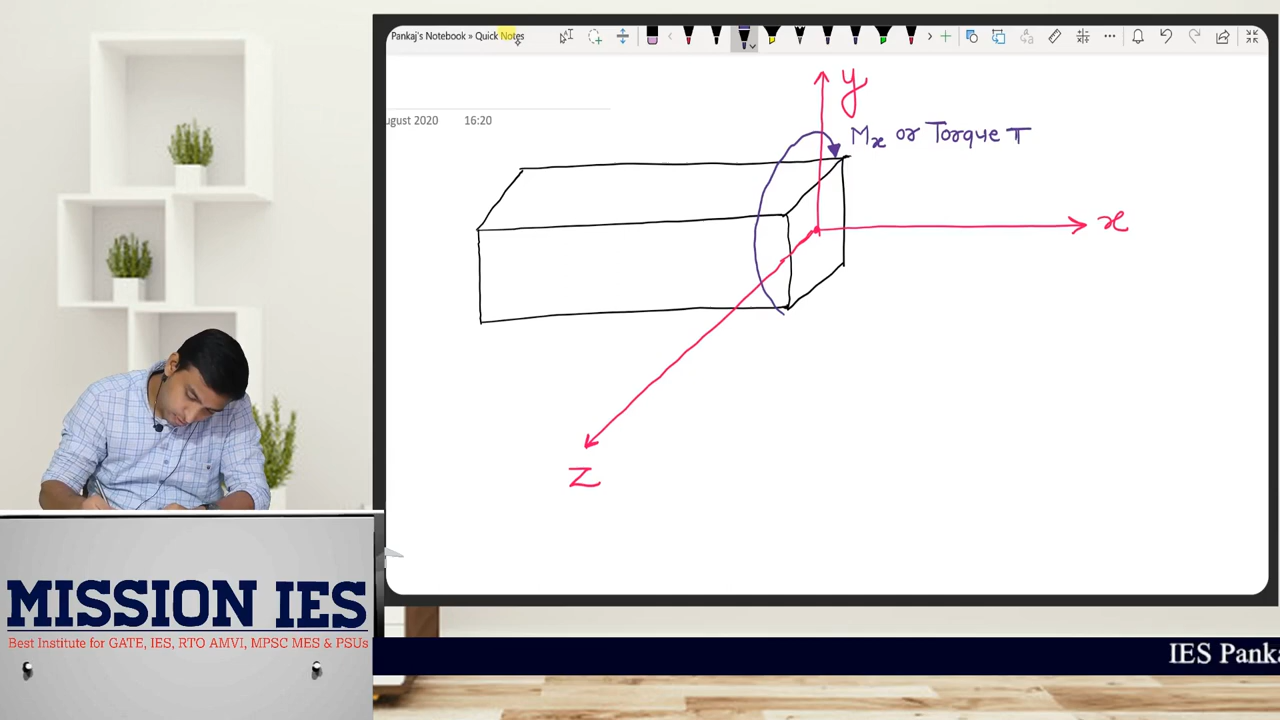 Pankaj's Notebook » Quick Notes
ugust 2020 16:20
y
Mx or Torque T
x
z
MISSION IES
Best Institute for GATE, IES, RTO AMVI, MPSC MES & PSUs
IES Panka